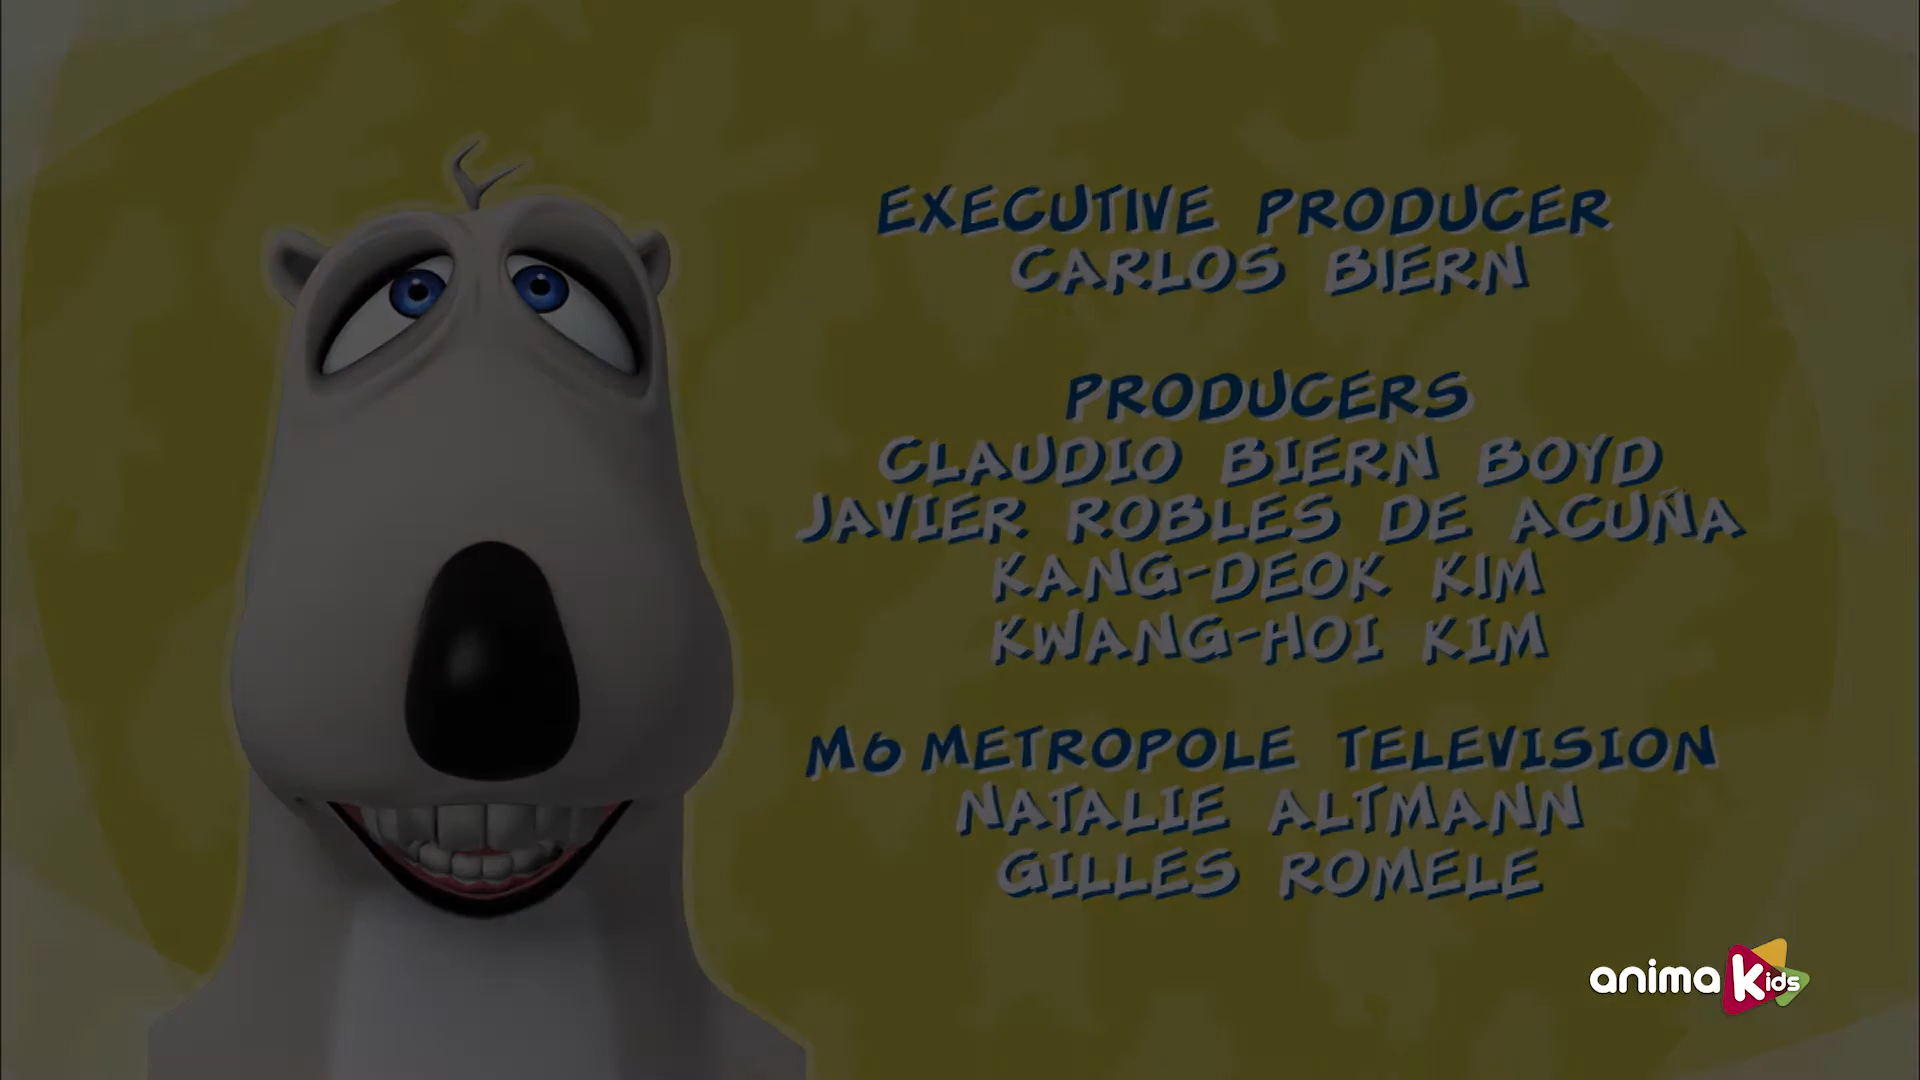 EXECUTIVE PRODUCER
CARLOS BIERN
PRODUCERS
CLAUDIO BIERN BOYD
JAVIER ROBLES DE ACUÑA
KANG-DEOK KIM
KWANG-HOI KIM
M6 METROPOLE TELEVISION
NATALIE ALTMANN
GILLES ROMELE
anima Kids